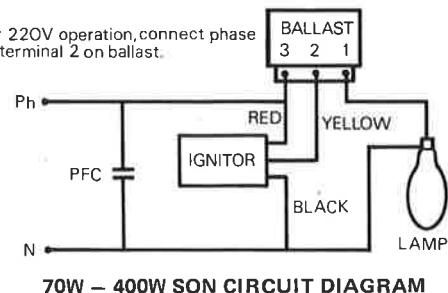 220V operation, connect phase
terminal 2 on ballast.
BALLAST
3 2 1
Ph
RED
YELLOW
IGNITOR
PFC
BLACK
N
LAMP
70W – 400W SON CIRCUIT DIAGRAM